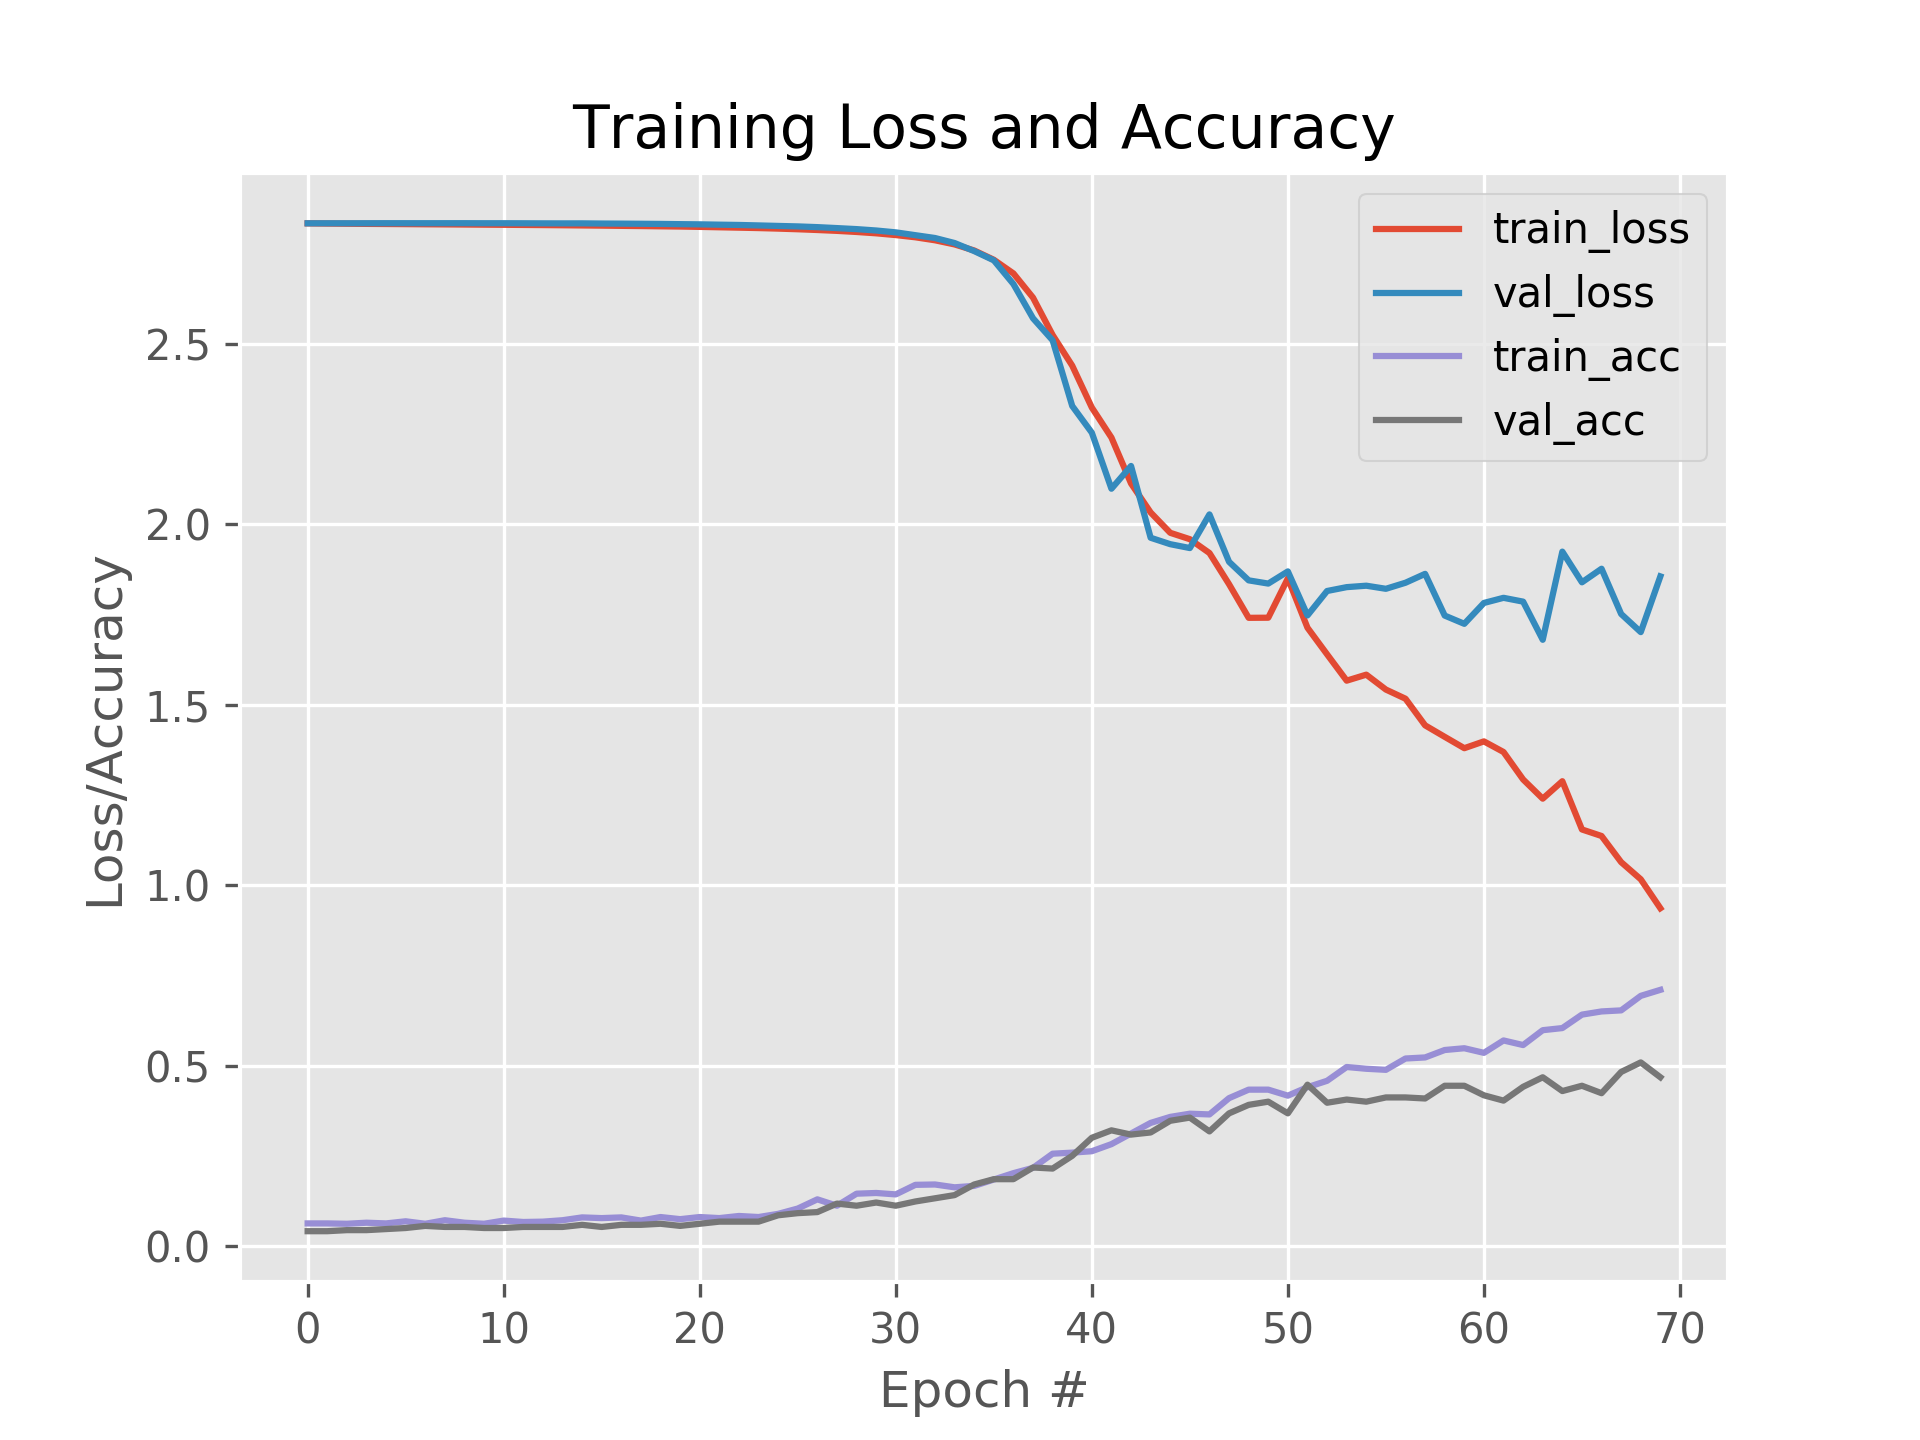 Training Loss and Accuracy
train_loss
val_loss
train_acc
val_acc
Loss/Accuracy
2.5
2.0
1.5
1.0
0.5
0.0
0 10 20 30 40 50 60 70
Epoch #